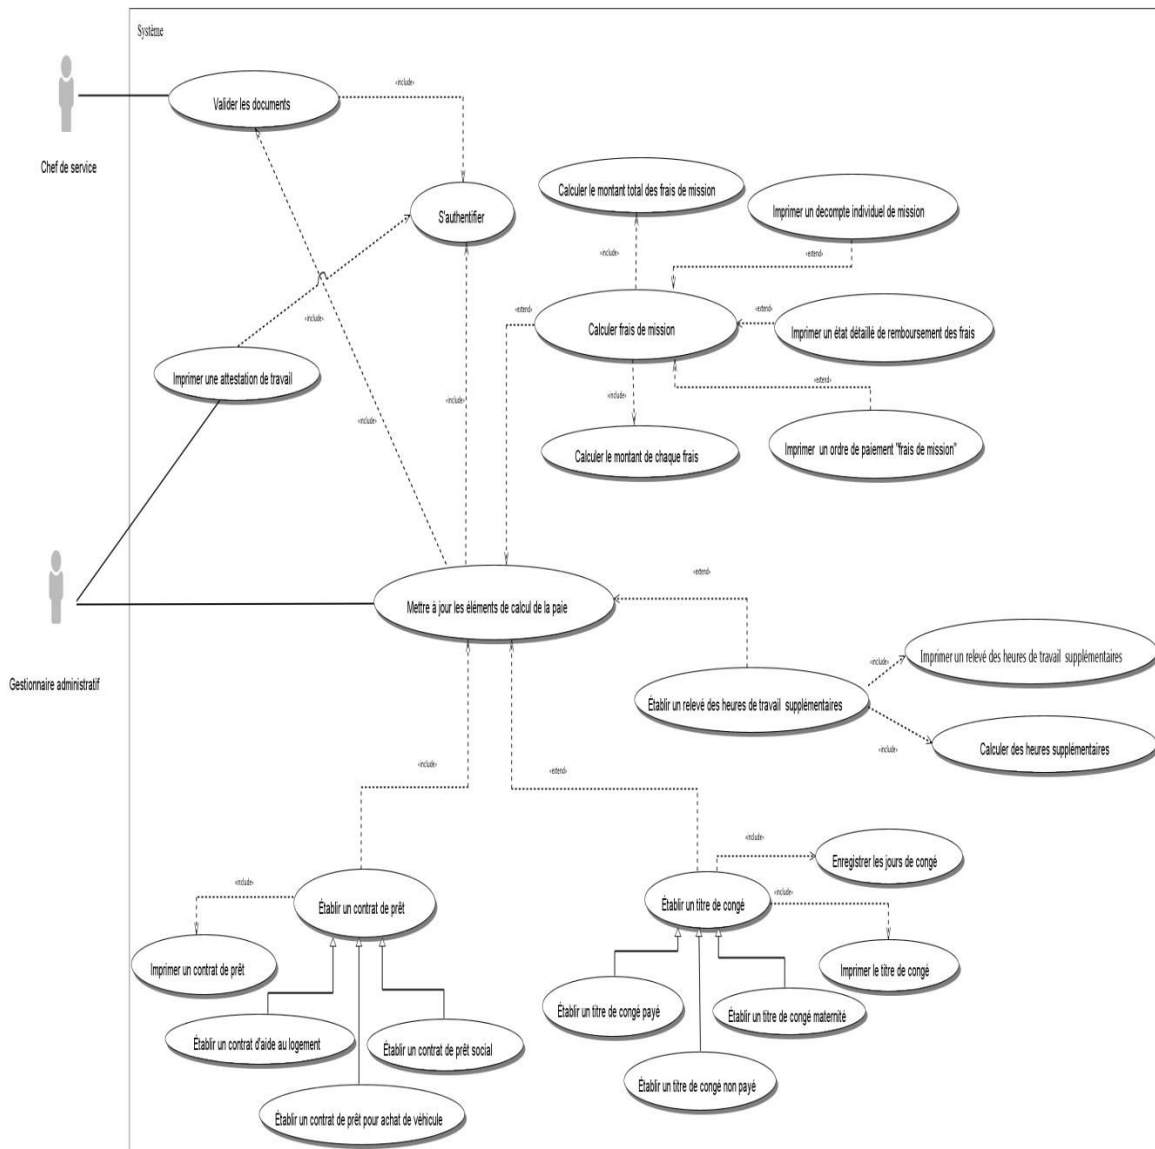 Système
«include»
Valider les documents
Chef de service
Calculer le montant total des frais de mission
Imprimer un decompte individuel de mission
S'authentifier
«include»
«extend»
«extend»
«extend»
«include»
Calculer frais de mission
Imprimer un état détaillé de remboursement des frais
Imprimer une attestation de travail
«extend»
«include»
«include»
«include»
Imprimer un ordre de paiement "frais de mission"
Calculer le montant de chaque frais
«extend»
Mettre à jour les éléments de calcul de la paie
Gestionnaire administratif
«include»
Imprimer un relevé des heures de travail supplémentaires
Établir un relevé des heures de travail supplémentaires
«include»
Calculer des heures supplémentaires
«include»
«extend»
«include»
Enregistrer les jours de congé
«include»
«include»
Établir un contrat de prêt
Établir un titre de congé
Imprimer un contrat de prêt
Imprimer le titre de congé
Établir un titre de congé payé
Établir un titre de congé maternité
Établir un contrat d'aide au logement
Établir un contrat de prêt social
Établir un titre de congé non payé
Établir un contrat de prêt pour achat de véhicule